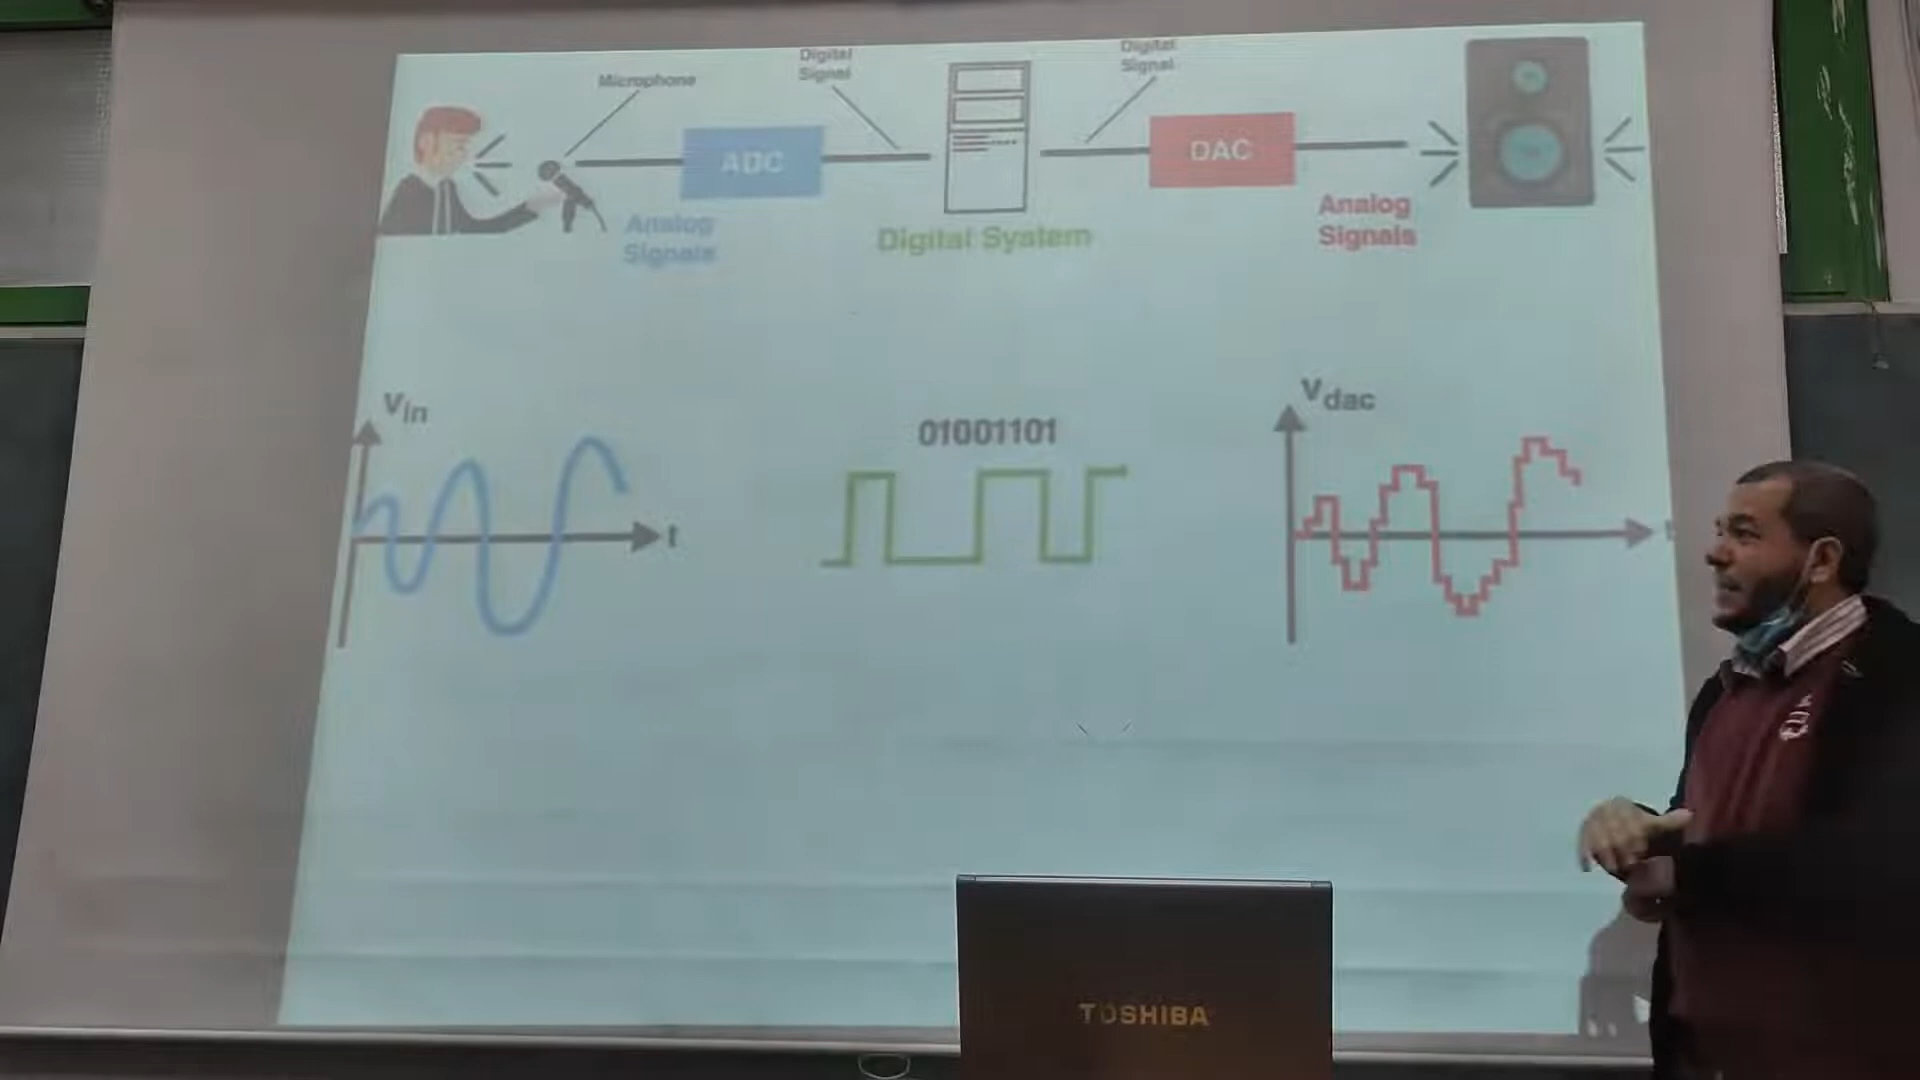 Microphone
Digital
Signal
Digital
Signal
ADC
DAC
Analog
Signals
Digital System
Analog
Signals
Vin
t
01001101
Vdac
t
TOSHIBA